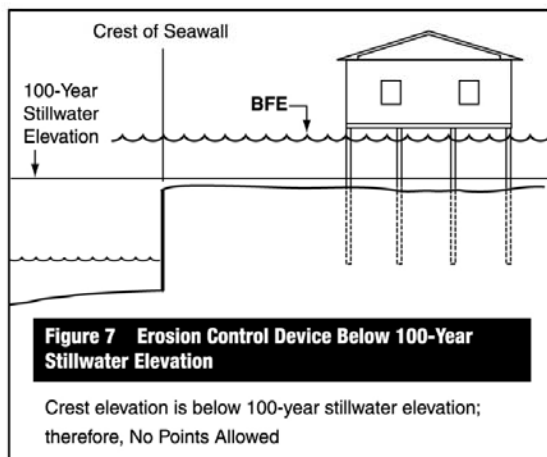 Crest of Seawall
100-Year
Stillwater
Elevation
BFE
Figure 7 Erosion Control Device Below 100-Year
Stillwater Elevation
Crest elevation is below 100-year stillwater elevation;
therefore, No Points Allowed